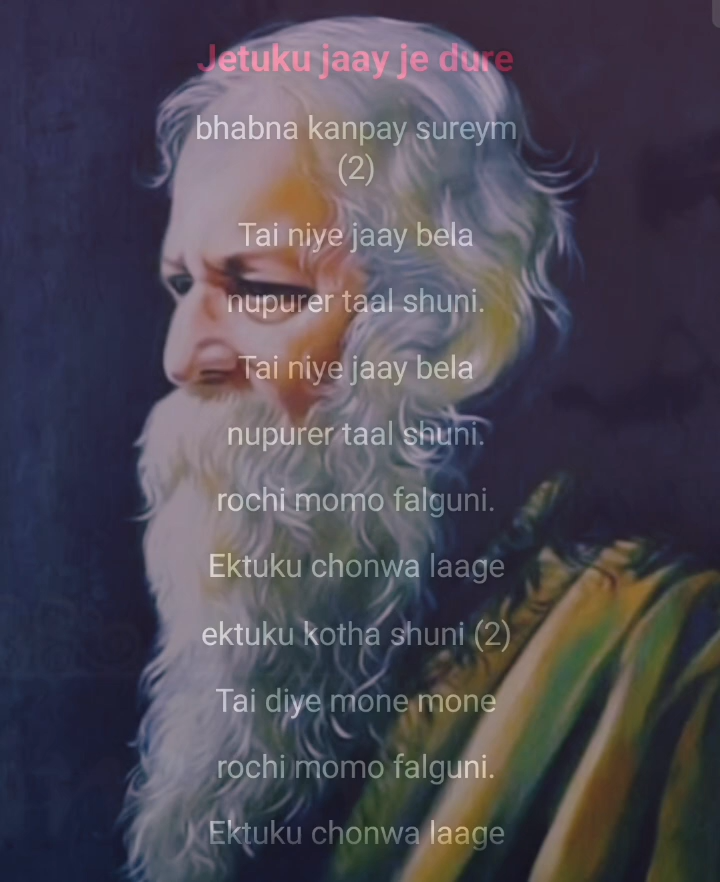 Jetuku jaay je dure
bhabna kanpay sureym
(2)
Tai niye jaay bela
nupurer taal shuni.
Tai niye jaay bela
nupurer taal shuni.
rochi momo falguni.
Ektuku chonwa laage
ektuku kotha shuni (2)
Tai diye mone mone
rochi momo falguni.
Ektuku chonwa laage